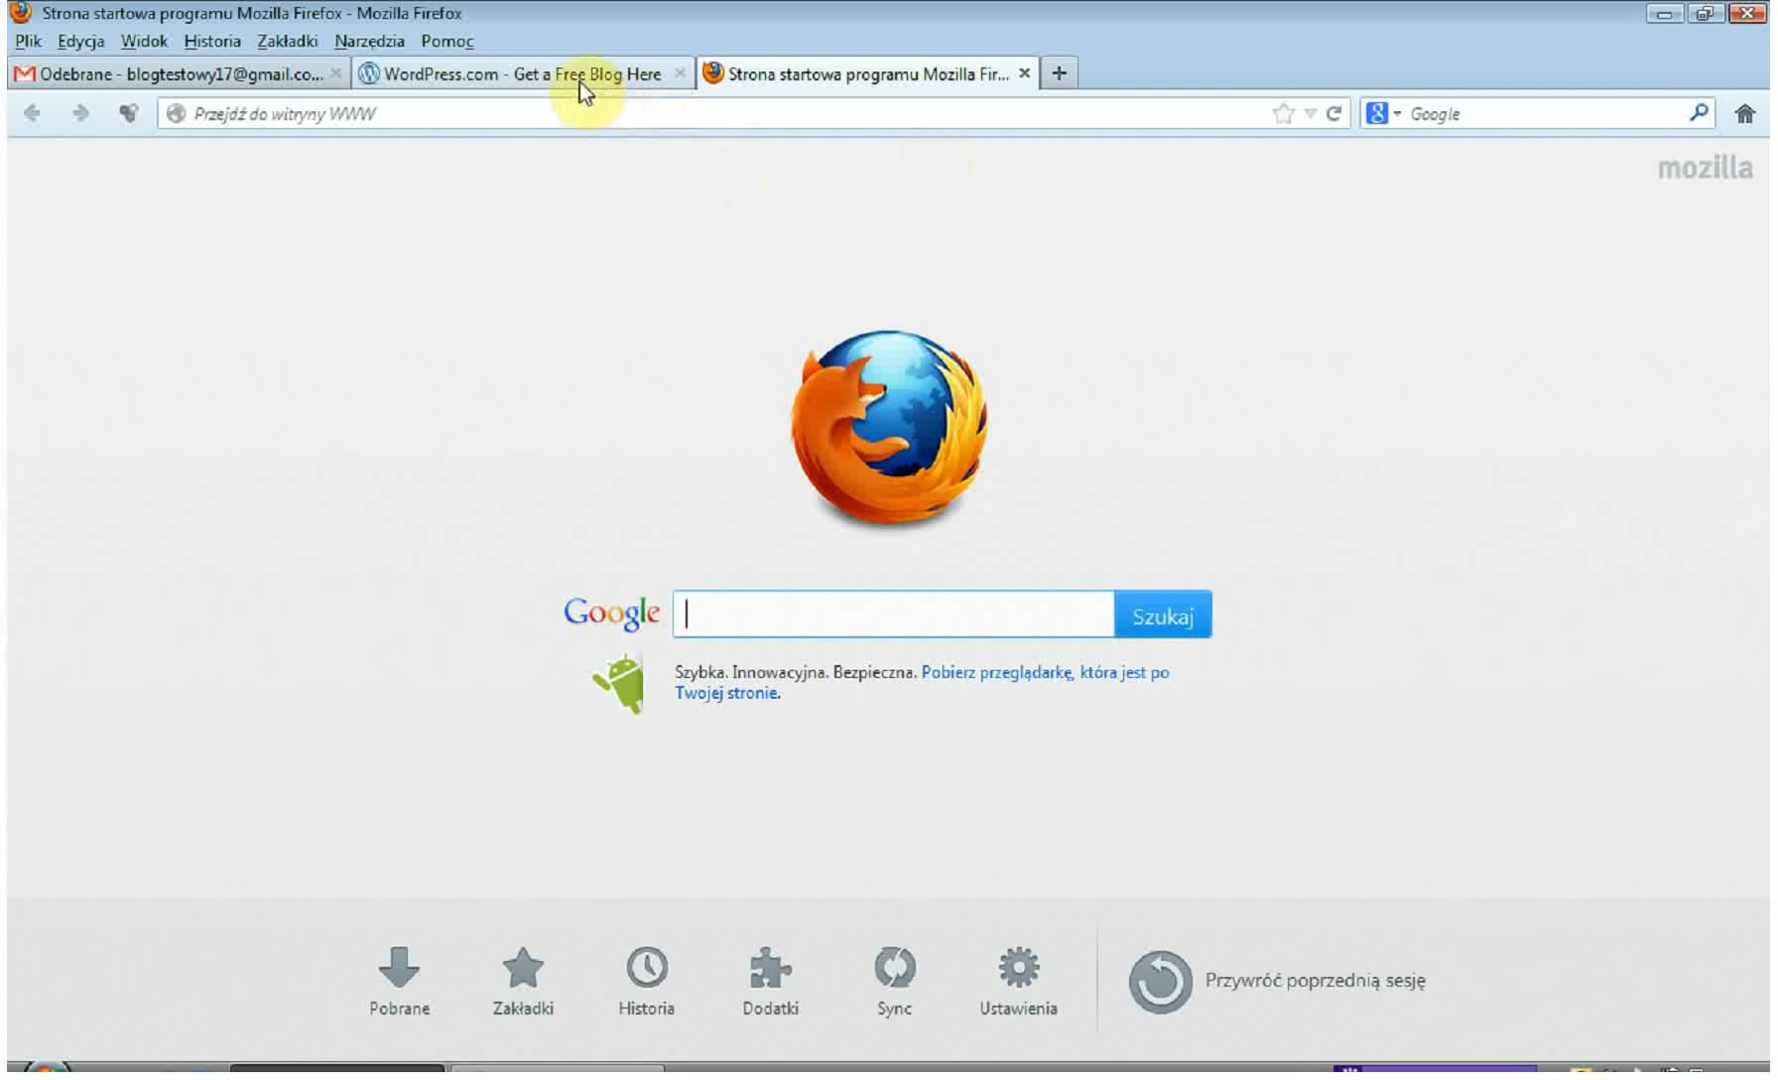 Strona startowa programu Mozilla Firefox - Mozilla Firefox
Plik Edycja Widok Historia Zakładki Narzędzia Pomoc
Odebrane - blogtestowy17@gmail.co... WordPress.com - Get a Free Blog Here Strona startowa programu Mozilla Fir...
Przejdź do witryny WWW Google
mozilla
Google Szukaj
Szybka. Innowacyjna. Bezpieczna. Pobierz przeglądarkę, która jest po
Twojej stronie.
Pobrane Zakładki Historia Dodatki Sync Ustawienia Przywróć poprzednią sesję